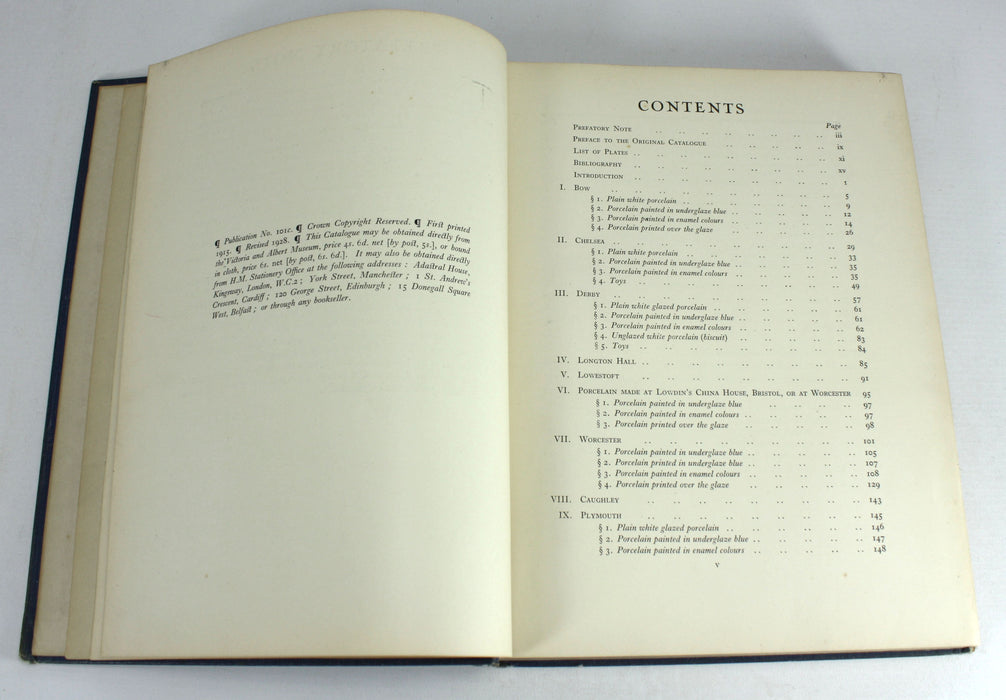 ¶ Publication No. 101c. ¶ Crown Copyright Reserved. ¶ First printed
1915. ¶ Revised 1928. ¶ This Catalogue may be obtained directly from
the Victoria and Albert Museum, price 4s. 6d. net [by post, 5s.], or bound
in cloth, price 6s. net [by post, 6s. 6d.]. It may also be obtained directly
from H.M. Stationery Office at the following addresses : Adastral House,
Kingsway, London, W.C.2 ; York Street, Manchester ; 1 St. Andrew's
Crescent, Cardiff ; 120 George Street, Edinburgh ; 15 Donegall Square
West, Belfast ; or through any bookseller.
CONTENTS
Page
Prefatory Note .. .. .. .. .. .. .. .. iii
Preface to the Original Catalogue .. .. .. .. .. ix
List of Plates .. .. .. .. .. .. .. .. .. xi
Bibliography .. .. .. .. .. .. .. .. .. xv
Introduction .. .. .. .. .. .. .. .. .. 1
I. Bow .. .. .. .. .. .. .. .. .. .. 5
§ 1. Plain white porcelain .. .. .. .. .. .. .. 9
§ 2. Porcelain painted in underglaze blue .. .. .. .. .. 12
§ 3. Porcelain painted in enamel colours .. .. .. .. .. 14
§ 4. Porcelain printed over the glaze .. .. .. .. .. 26
II. Chelsea .. .. .. .. .. .. .. .. .. .. 29
§ 1. Plain white porcelain .. .. .. .. .. .. .. 33
§ 2. Porcelain painted in underglaze blue .. .. .. .. .. 35
§ 3. Porcelain painted in enamel colours .. .. .. .. .. 35
§ 4. Toys .. .. .. .. .. .. .. .. .. 49
III. Derby .. .. .. .. .. .. .. .. .. .. 57
§ 1. Plain white glazed porcelain .. .. .. .. .. .. 61
§ 2. Porcelain painted in underglaze blue .. .. .. .. .. 61
§ 3. Porcelain painted in enamel colours .. .. .. .. .. 62
§ 4. Unglazed white porcelain (biscuit) .. .. .. .. .. 83
§ 5. Toys .. .. .. .. .. .. .. .. .. 84
IV. Longton Hall .. .. .. .. .. .. .. .. .. 85
V. Lowestoft .. .. .. .. .. .. .. .. .. 91
VI. Porcelain made at Lowdin's China House, Bristol, or at Worcester 95
§ 1. Porcelain painted in underglaze blue .. .. .. .. 97
§ 2. Porcelain painted in enamel colours .. .. .. .. .. 97
§ 3. Porcelain printed over the glaze .. .. .. .. .. 98
VII. Worcester .. .. .. .. .. .. .. .. .. 101
§ 1. Porcelain painted in underglaze blue .. .. .. .. .. 105
§ 2. Porcelain printed in underglaze blue .. .. .. .. .. 107
§ 3. Porcelain painted in enamel colours .. .. .. .. .. 108
§ 4. Porcelain printed over the glaze .. .. .. .. .. 129
VIII. Caughley .. .. .. .. .. .. .. .. .. 143
IX. Plymouth .. .. .. .. .. .. .. .. .. 145
§ 1. Plain white glazed porcelain .. .. .. .. .. .. 146
§ 2. Porcelain painted in underglaze blue .. .. .. .. .. 147
§ 3. Porcelain painted in enamel colours .. .. .. .. .. 148
v